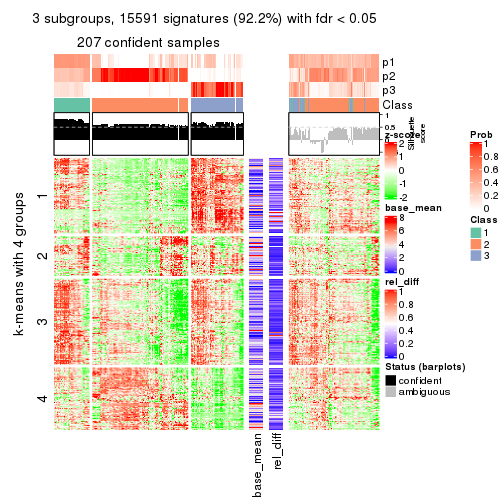 3 subgroups, 15591 signatures (92.2%) with fdr < 0.05
207 confident samples
p1
p2
p3
Class
1
0.5
0
Silhouette
score
k-means with 4 groups
1
2
3
4
base_mean
rel_diff
z-score
2
1
0
-1
-2
base_mean
8
6
4
2
0
rel_diff
1
0.8
0.6
0.4
0.2
0
Status (barplots)
confident
ambiguous
Prob
1
0.8
0.6
0.4
0.2
0
Class
1
2
3